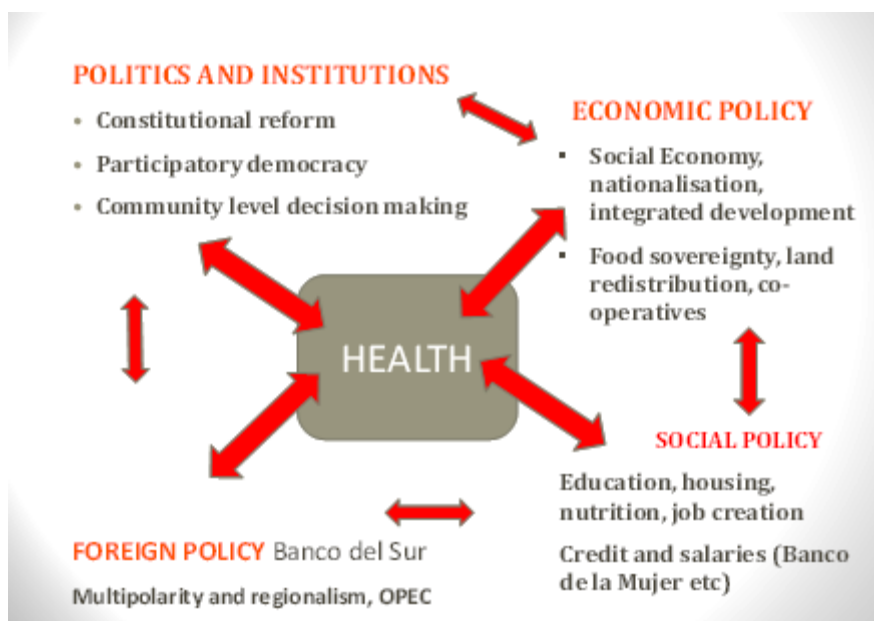 POLITICS AND INSTITUTIONS
• Constitutional reform
• Participatory democracy
• Community level decision making
ECONOMIC POLICY
▪ Social Economy,
nationalisation,
integrated development
▪ Food sovereignty, land
redistribution, co-
operatives
HEALTH
SOCIAL POLICY
Education, housing,
nutrition, job creation
Credit and salaries (Banco
de la Mujer etc)
FOREIGN POLICY Banco del Sur
Multipolarity and regionalism, OPEC